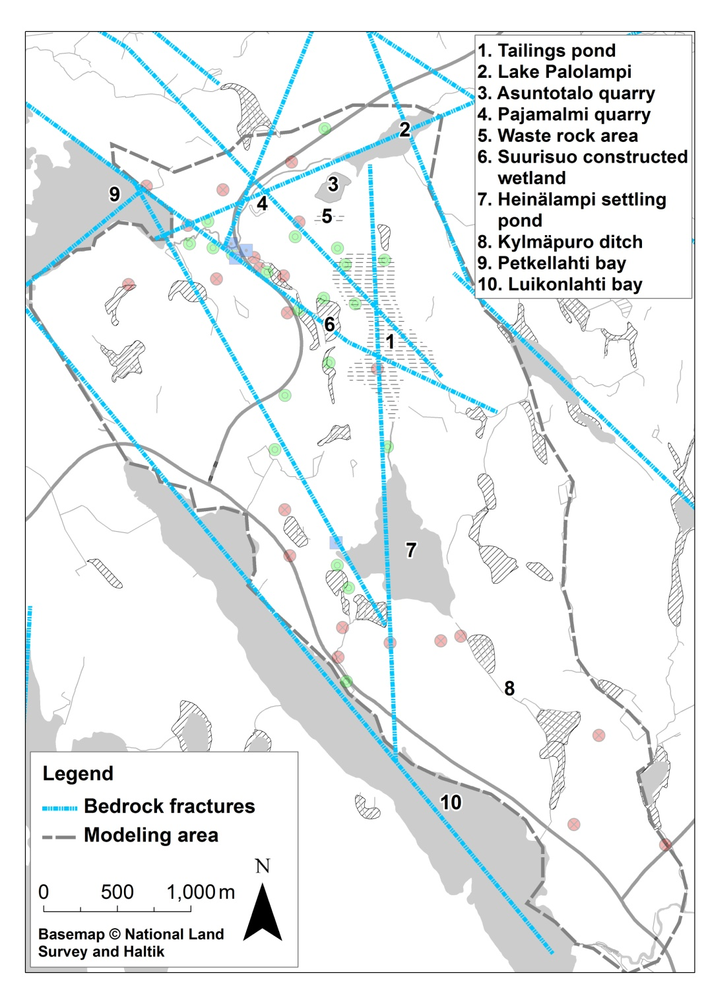 1. Tailings pond
2. Lake Palolampi
3. Asuntotalo quarry
4. Pajamalmi quarry
5. Waste rock area
6. Suurisuo constructed
wetland
7. Heinälampi settling
pond
8. Kylmäpuro ditch
9. Petkellahti bay
10. Luikonlahti bay
2
3
9
4
5
6
1
7
8
10
Legend
Bedrock fractures
Modeling area
N
0 500 1,000 m
Basemap © National Land
Survey and Haltik